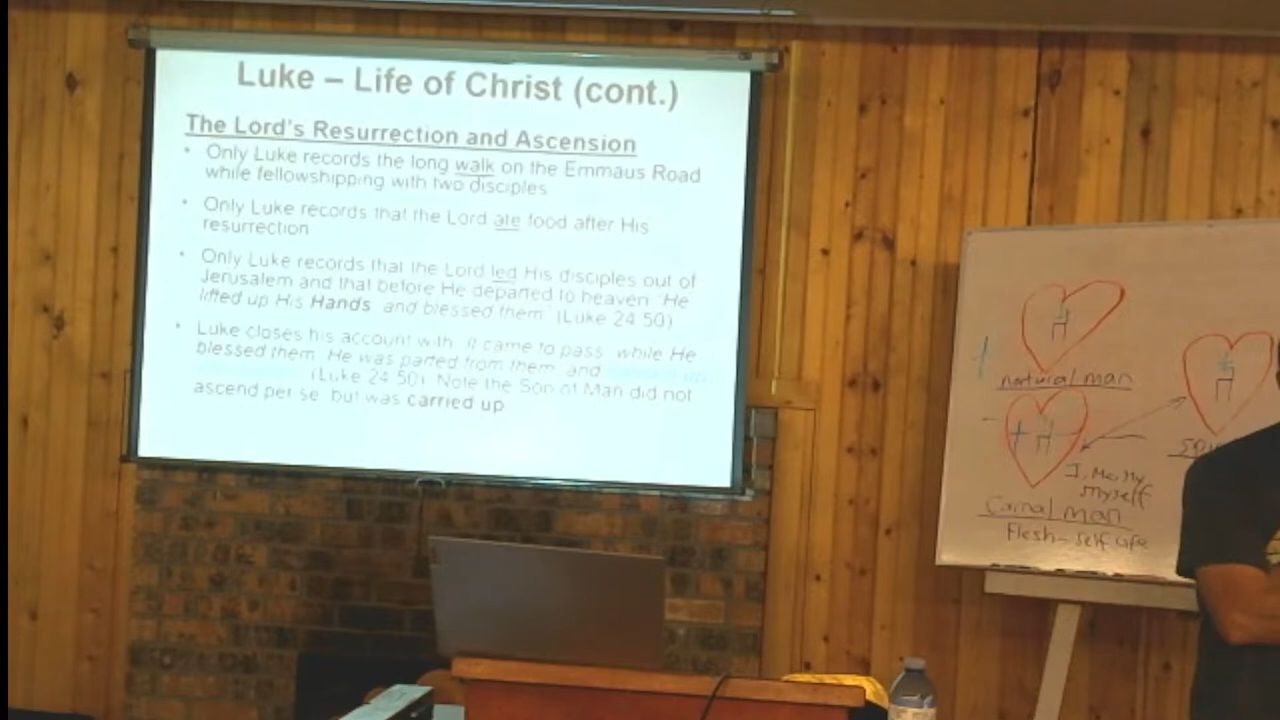 Luke – Life of Christ (cont.)
The Lord's Resurrection and Ascension
• Only Luke records the long walk on the Emmaus Road
while fellowshipping with two disciples
• Only Luke records that the Lord ate food after His
resurrection
• Only Luke records that the Lord led His disciples out of
Jerusalem and that before He departed to heaven He
lifted up His Hands and blessed them (Luke 24 50)
• Luke closes his account with it came to pass while He
blessed them He was parted from them and
(Luke 24 50) Note the Son of Man did not
ascend per se but was carried up
natural man
I, Me, My
myself
Carnal man
Flesh - self life